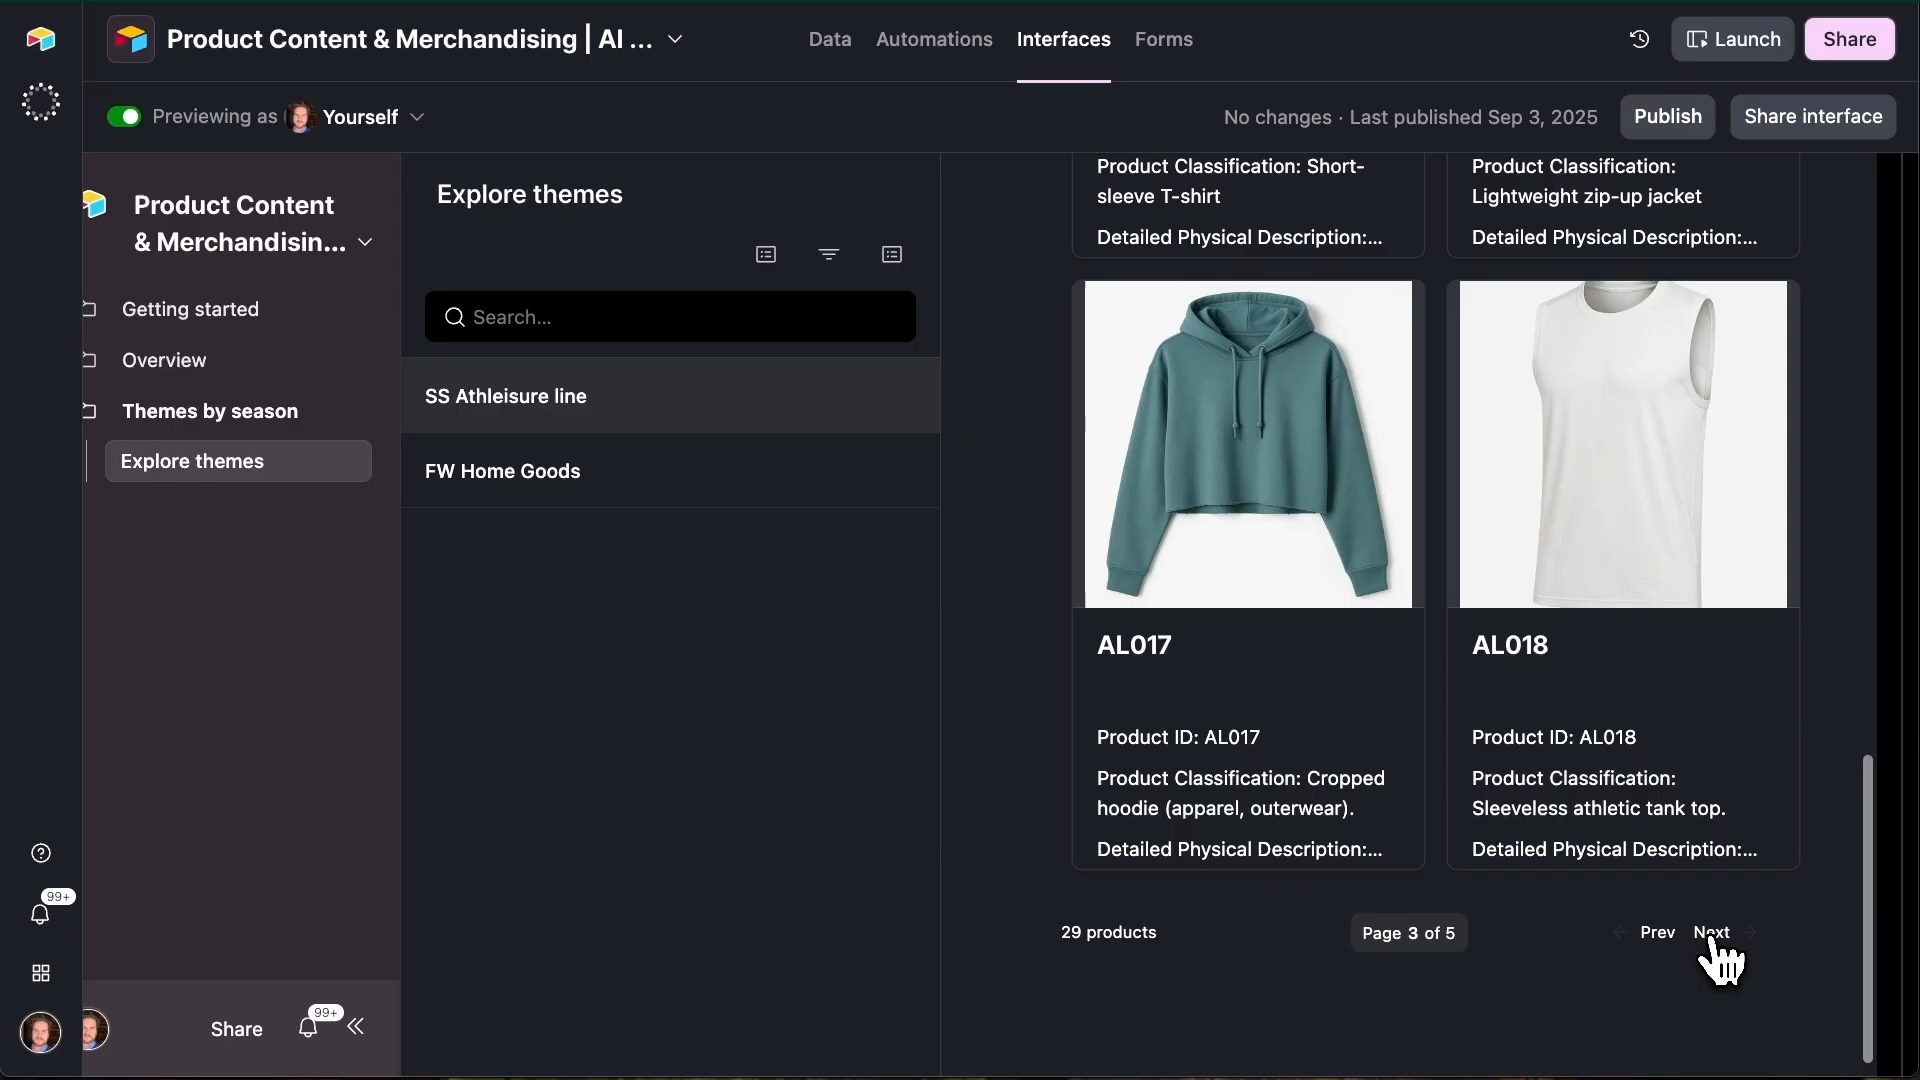 Product Content & Merchandising | AI ...
Data
Automations
Interfaces
Forms
Launch
Share
Previewing as
Yourself
No changes · Last published Sep 3, 2025
Publish
Share interface
Product Content
& Merchandisin...
Getting started
Overview
Themes by season
Explore themes
99+
Share
99+
Explore themes
Search...
SS Athleisure line
FW Home Goods
Product Classification: Short-
sleeve T-shirt
Detailed Physical Description:...
Product Classification:
Lightweight zip-up jacket
Detailed Physical Description:...
AL017
Product ID: AL017
Product Classification: Cropped
hoodie (apparel, outerwear).
Detailed Physical Description:...
AL018
Product ID: AL018
Product Classification:
Sleeveless athletic tank top.
Detailed Physical Description:...
29 products
Page 3 of 5
Prev
Next